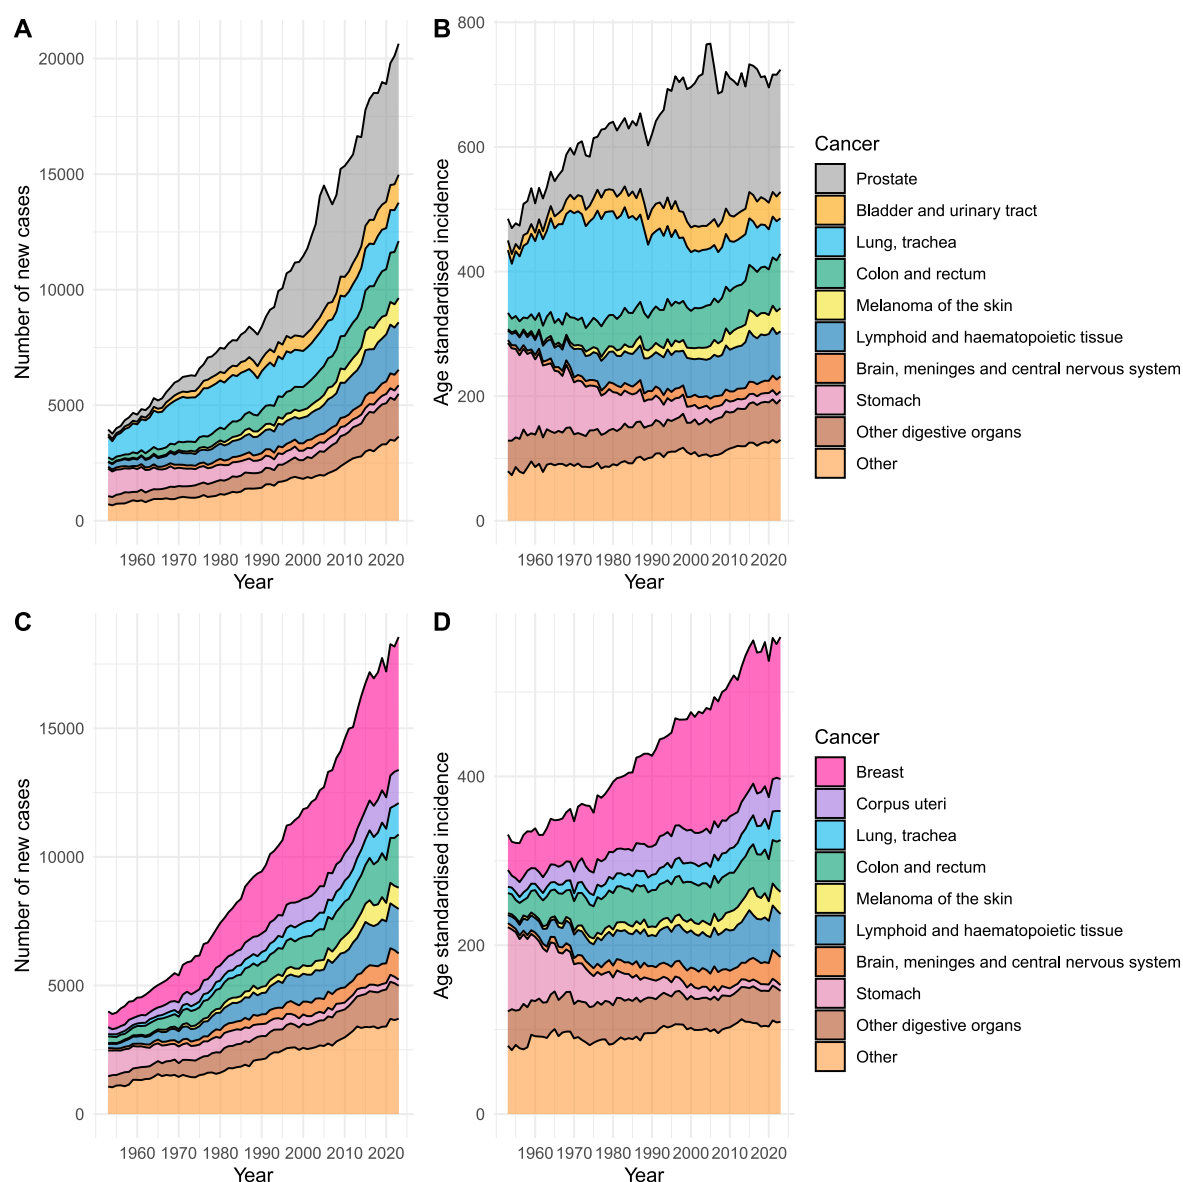 A
Number of new cases
20000
15000
10000
5000
0
1960 1970 1980 1990 2000 2010 2020
Year
B
Age standardised incidence
800
600
400
200
0
1960 1970 1980 1990 2000 2010 2020
Year
Cancer
Prostate
Bladder and urinary tract
Lung, trachea
Colon and rectum
Melanoma of the skin
Lymphoid and haematopoietic tissue
Brain, meninges and central nervous system
Stomach
Other digestive organs
Other
C
Number of new cases
15000
10000
5000
0
1960 1970 1980 1990 2000 2010 2020
Year
D
Age standardised incidence
400
200
0
1960 1970 1980 1990 2000 2010 2020
Year
Cancer
Breast
Corpus uteri
Lung, trachea
Colon and rectum
Melanoma of the skin
Lymphoid and haematopoietic tissue
Brain, meninges and central nervous system
Stomach
Other digestive organs
Other